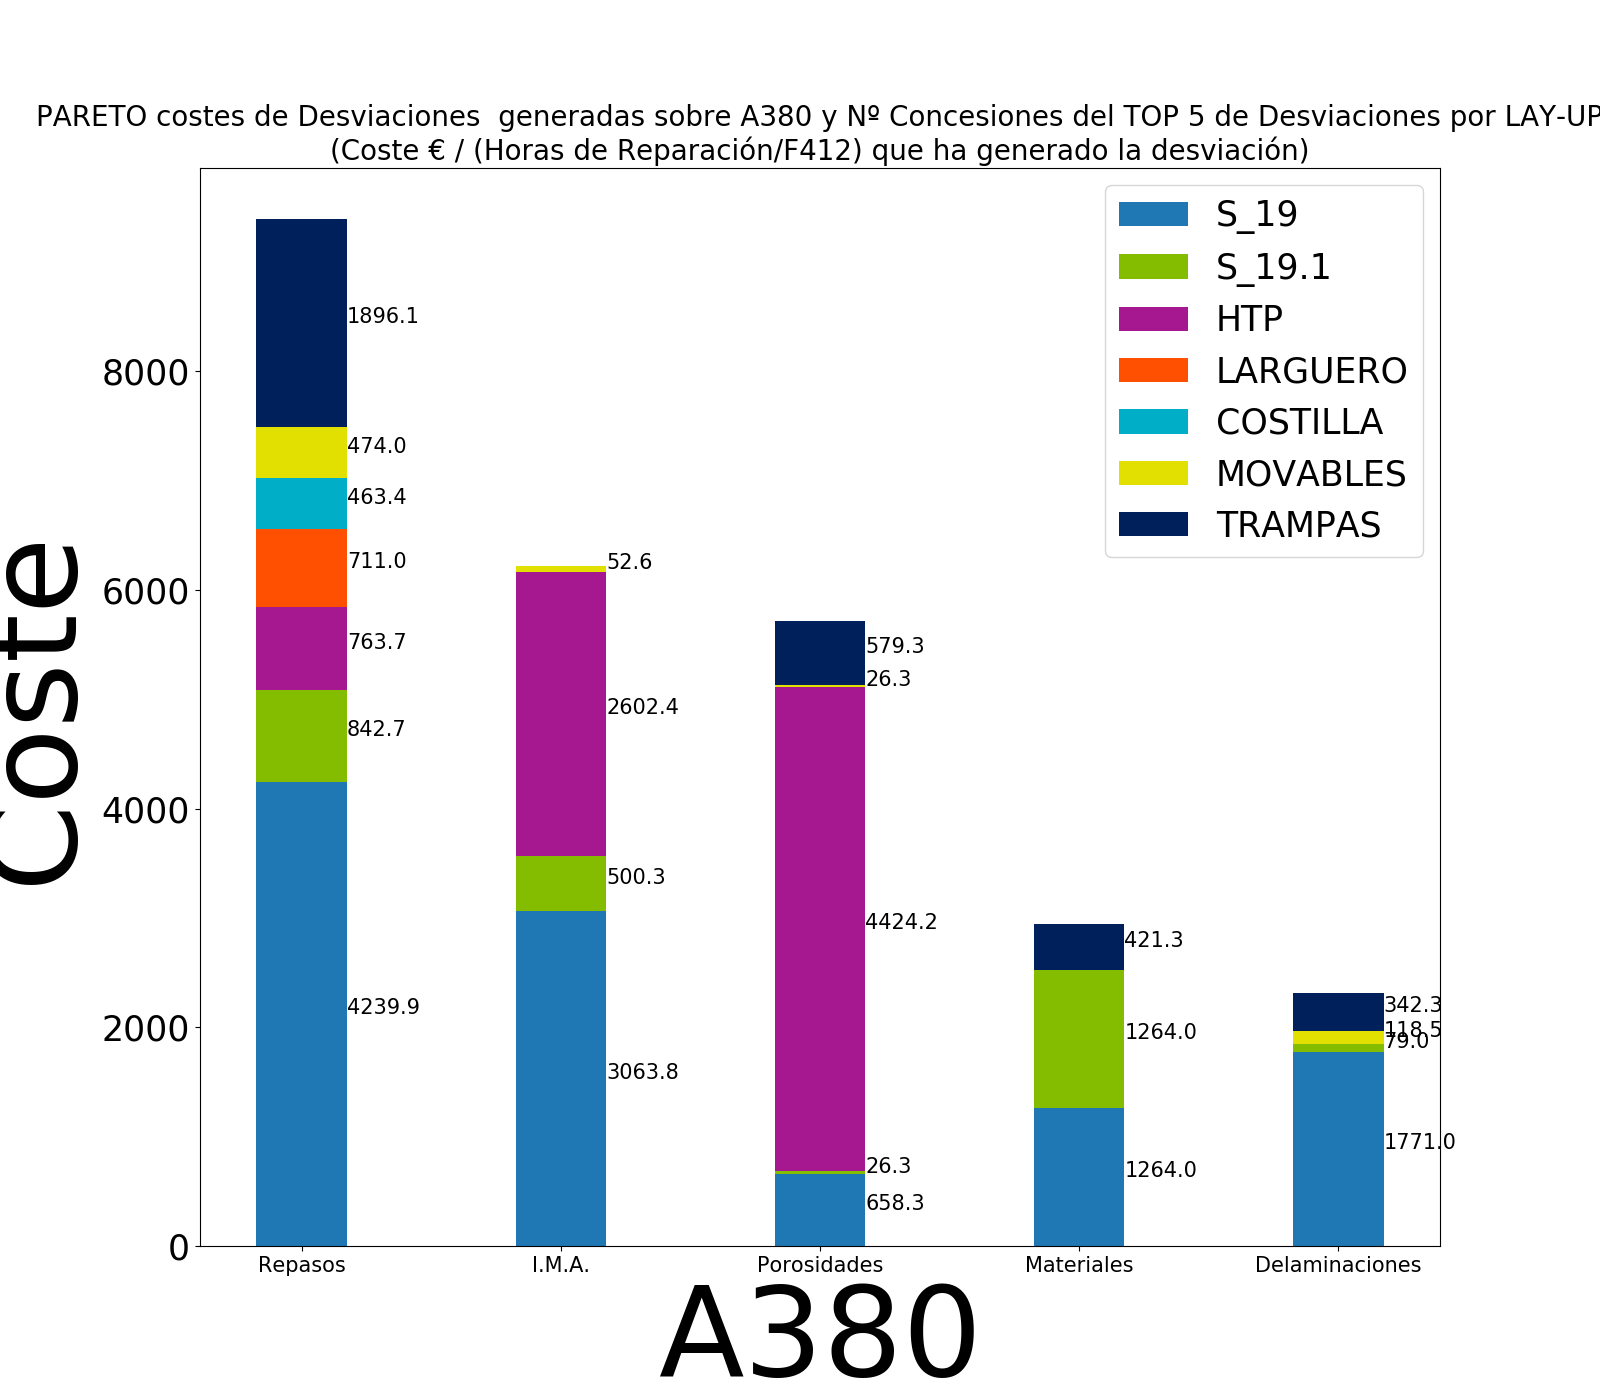 PARETO costes de Desviaciones  generadas sobre A380 y Nº Concesiones del TOP 5 de Desviaciones por LAY-UP
(Coste € / (Horas de Reparación/F412) que ha generado la desviación)
S_19
S_19.1
HTP
LARGUERO
COSTILLA
MOVABLES
TRAMPAS
Coste
8000
6000
4000
2000
0
1896.1
474.0
463.4
711.0
763.7
842.7
4239.9
52.6
2602.4
500.3
3063.8
579.3
26.3
4424.2
26.3
658.3
421.3
1264.0
1264.0
342.3
118.5
79.0
1771.0
Repasos
I.M.A.
Porosidades
Materiales
Delaminaciones
A380